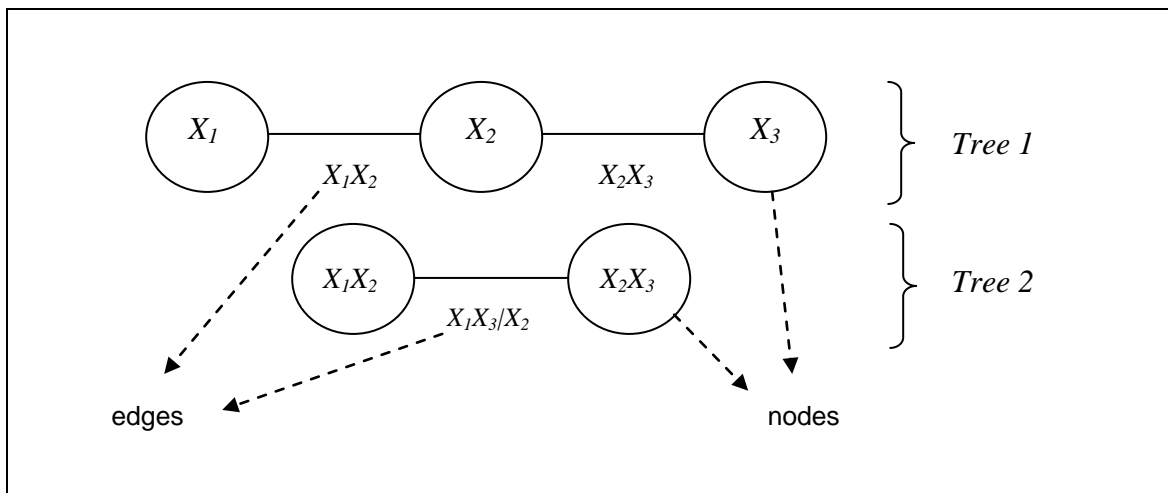 X₁ X₂ X₃ Tree 1
X₁X₂ X₂X₃
X₁X₂ X₂X₃ Tree 2
X₁X₃/X₂
edges nodes